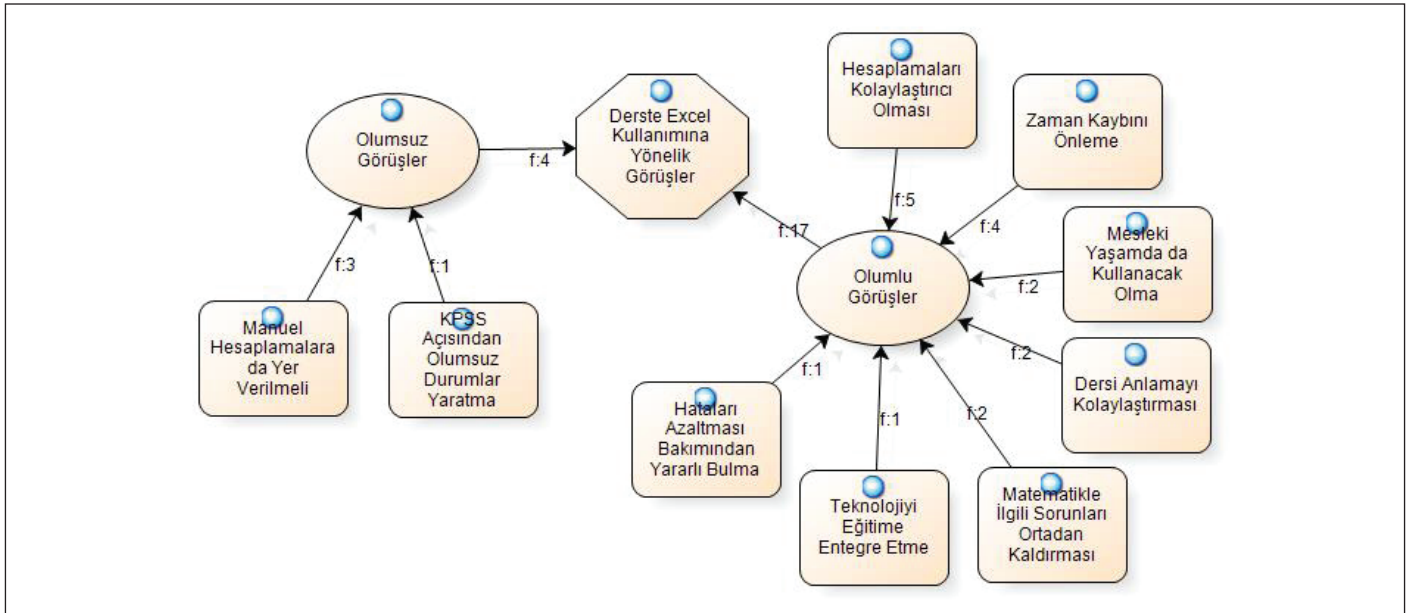 Olumsuz
Görüşler
f:4
Derste Excel
Kullanımına
Yönelik
Görüşler
f:3
Manuel
Hesaplamalara
da Yer
Verilmeli
f:1
KPSS
Açısından
Olumsuz
Durumlar
Yaratma
f:17
Olumlu
Görüşler
Hesaplamaları
Kolaylaştırıcı
Olması
f:5
Zaman Kaybını
Önleme
f:4
Mesleki
Yaşamda da
Kullanacak
Olma
f:2
Dersi Anlamayı
Kolaylaştırması
f:2
Matematikle
İlgili Sorunları
Ortadan
Kaldırması
f:2
Teknolojiyi
Eğitime
Entegre Etme
f:1
Hataları
Azaltması
Bakımından
Yararlı Bulma
f:1